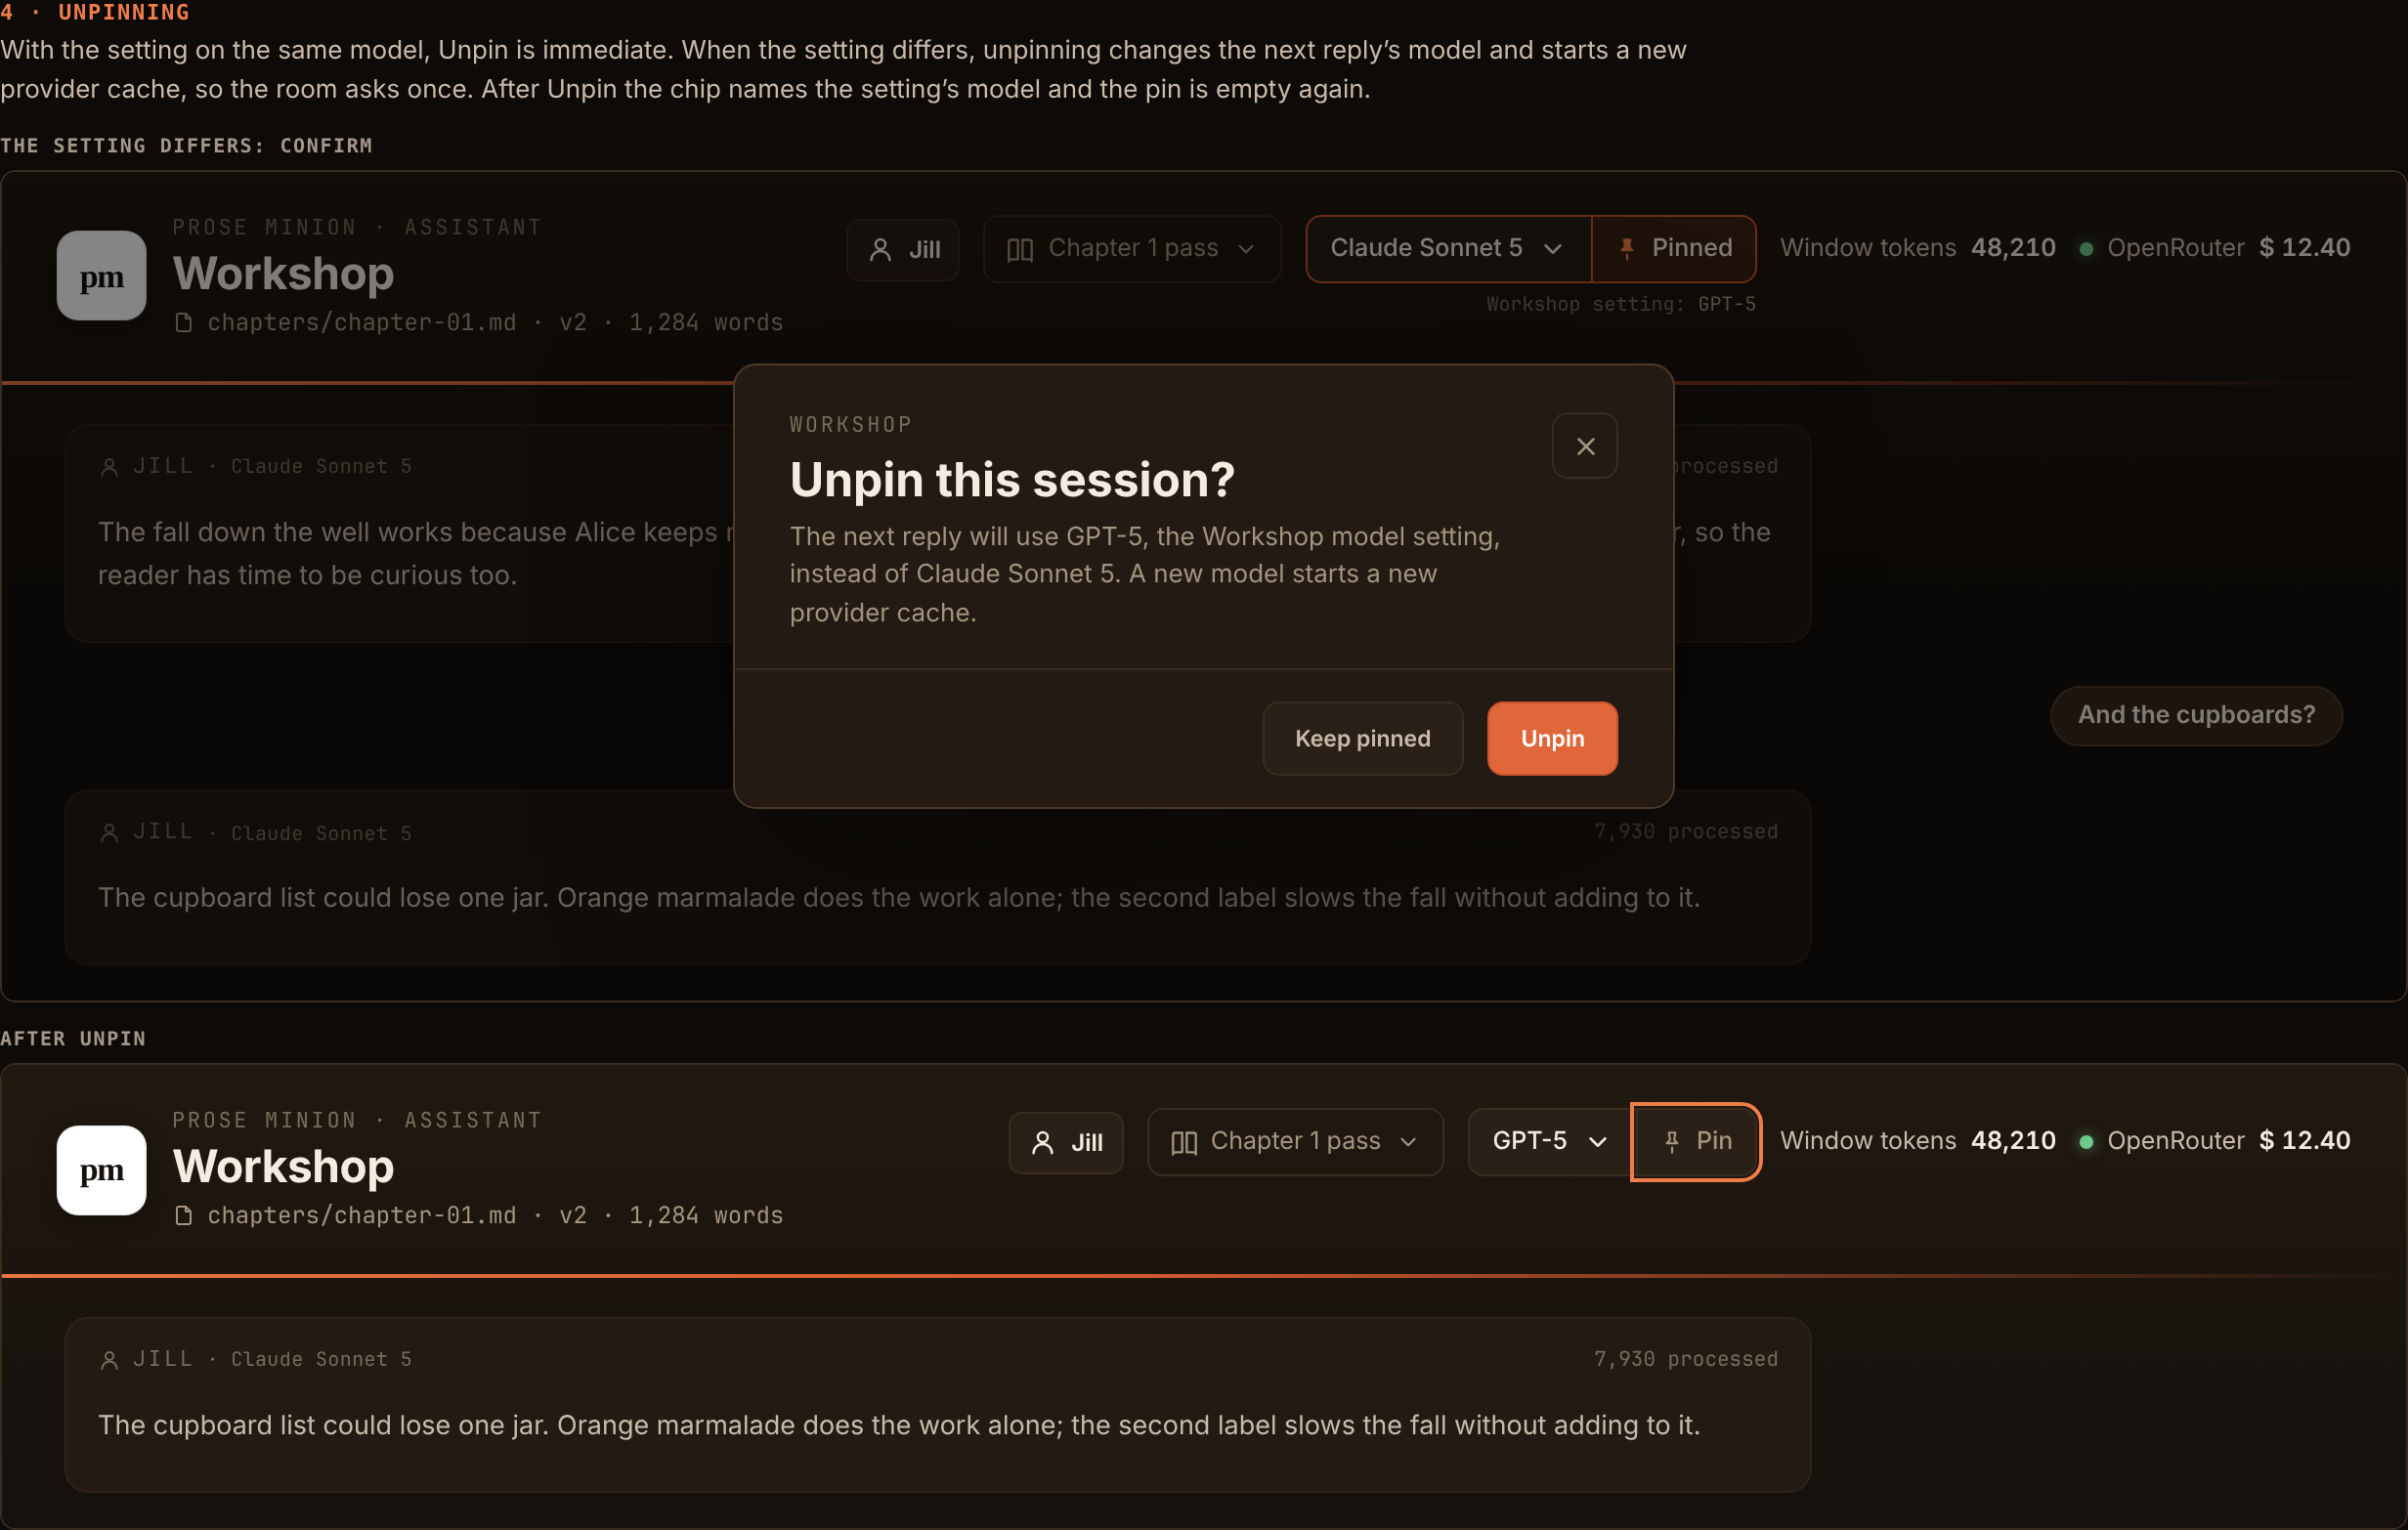 4 · UNPINNING
With the setting on the same model, Unpin is immediate. When the setting differs, unpinning changes the next reply’s model and starts a new
provider cache, so the room asks once. After Unpin the chip names the setting’s model and the pin is empty again.
THE SETTING DIFFERS: CONFIRM
PROSE MINION · ASSISTANT
pm
Workshop
chapters/chapter-01.md · v2 · 1,284 words
Jill
Chapter 1 pass
Claude Sonnet 5
Pinned
Window tokens 48,210
OpenRouter $ 12.40
Workshop setting: GPT-5
JILL · Claude Sonnet 5
processed
The fall down the well works because Alice keeps
, so the
reader has time to be curious too.
WORKSHOP
Unpin this session?
The next reply will use GPT-5, the Workshop model setting,
instead of Claude Sonnet 5. A new model starts a new
provider cache.
Keep pinned
Unpin
And the cupboards?
JILL · Claude Sonnet 5
7,930 processed
The cupboard list could lose one jar. Orange marmalade does the work alone; the second label slows the fall without adding to it.
AFTER UNPIN
PROSE MINION · ASSISTANT
pm
Workshop
chapters/chapter-01.md · v2 · 1,284 words
Jill
Chapter 1 pass
GPT-5
Pin
Window tokens 48,210
OpenRouter $ 12.40
JILL · Claude Sonnet 5
7,930 processed
The cupboard list could lose one jar. Orange marmalade does the work alone; the second label slows the fall without adding to it.